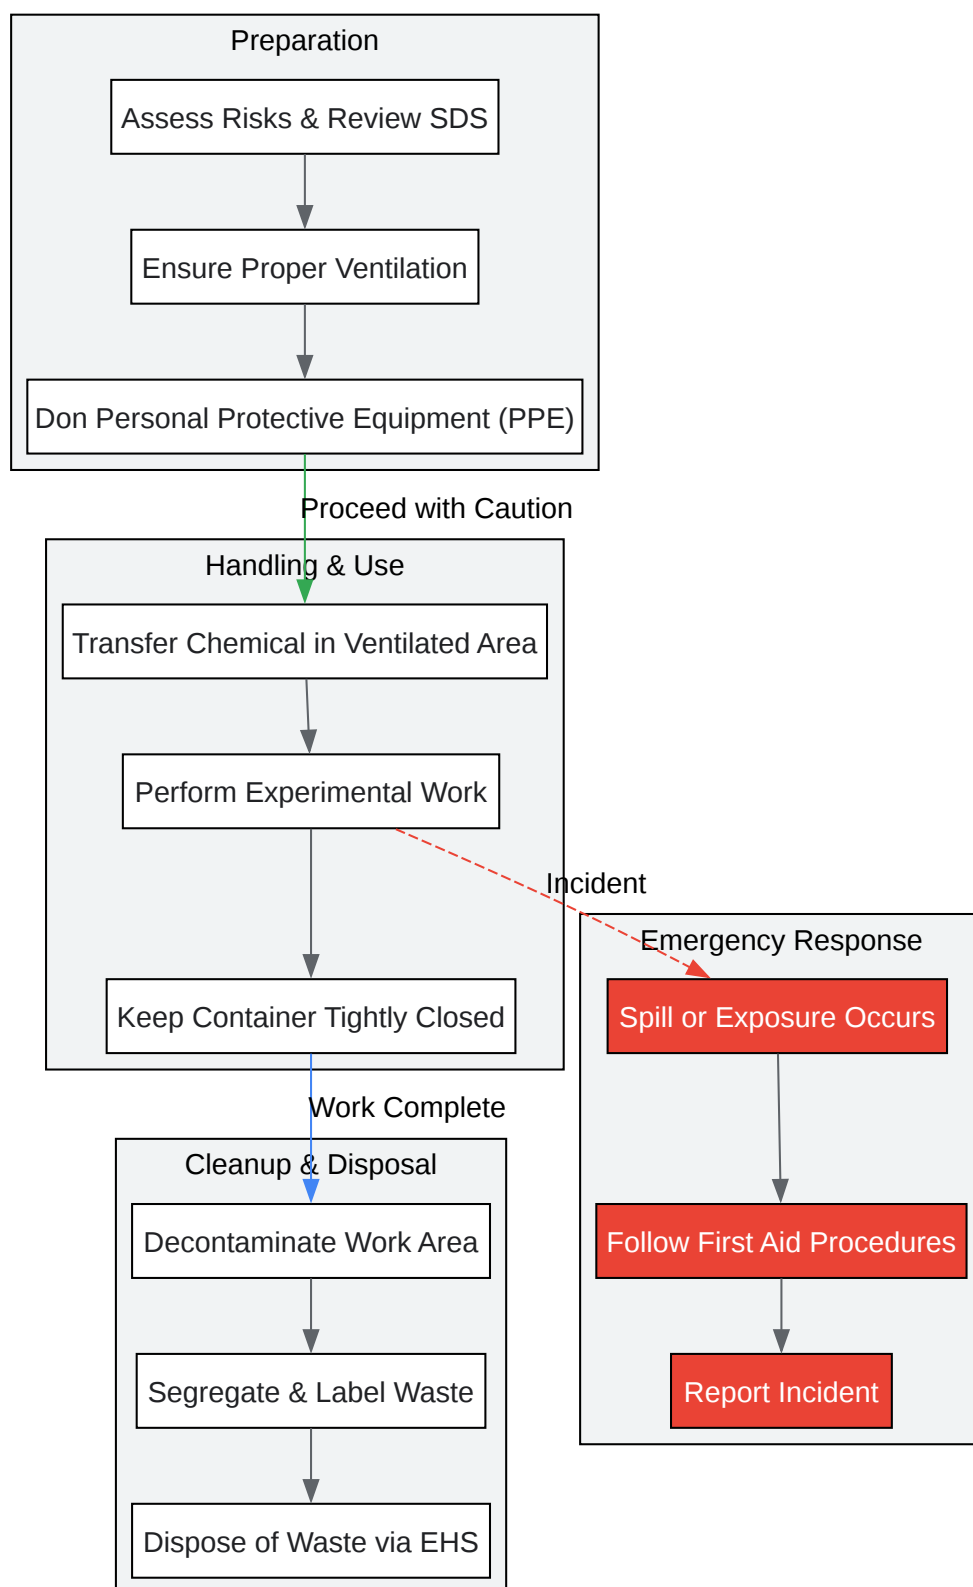 Preparation
Assess Risks & Review SDS
Ensure Proper Ventilation
Don Personal Protective Equipment (PPE)
Proceed with Caution
Handling & Use
Transfer Chemical in Ventilated Area
Perform Experimental Work
Incident
Keep Container Tightly Closed
Emergency Response
Spill or Exposure Occurs
Follow First Aid Procedures
Report Incident
Work Complete
Cleanup & Disposal
Decontaminate Work Area
Segregate & Label Waste
Dispose of Waste via EHS